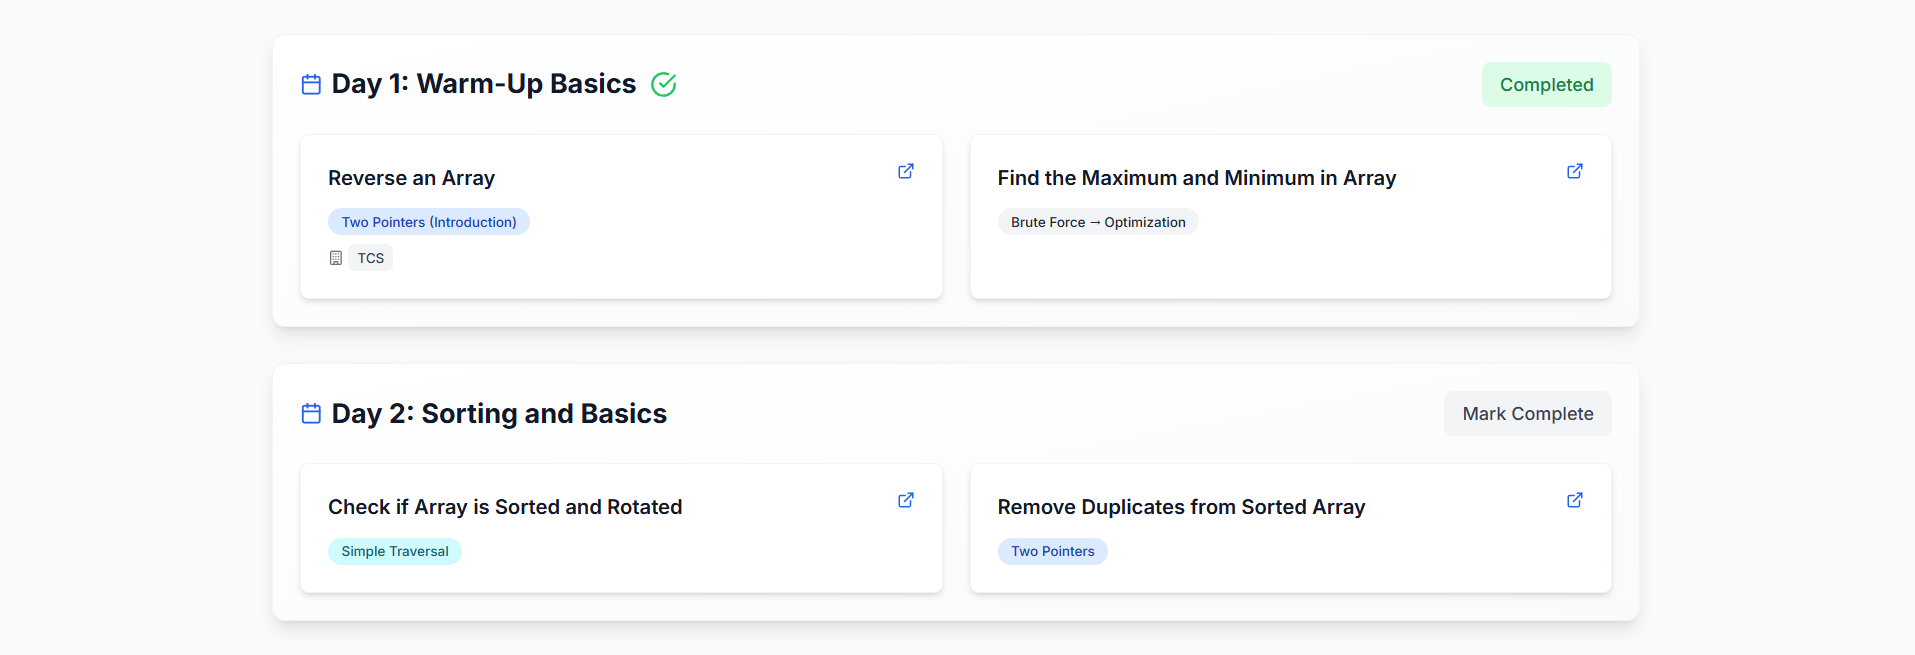 Day 1: Warm-Up Basics
Completed
Reverse an Array
Two Pointers (Introduction)
TCS
Find the Maximum and Minimum in Array
Brute Force → Optimization
Day 2: Sorting and Basics
Mark Complete
Check if Array is Sorted and Rotated
Simple Traversal
Remove Duplicates from Sorted Array
Two Pointers